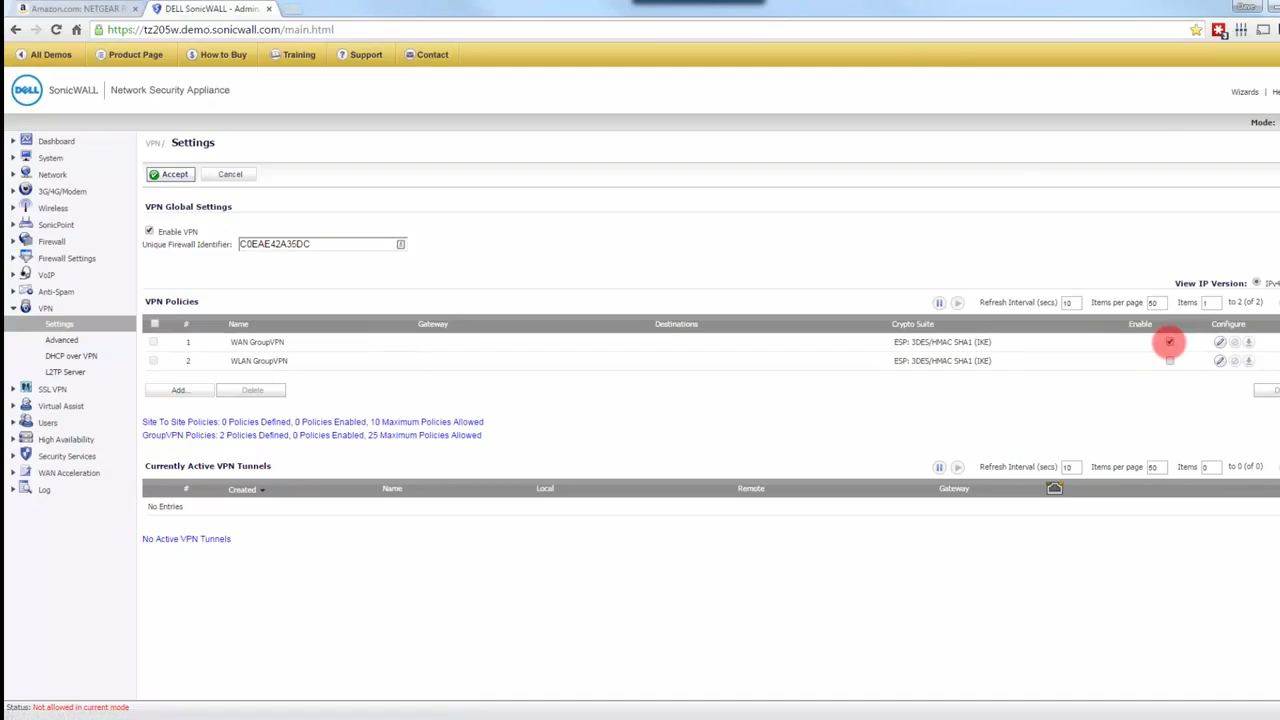 Amazon.com: NETGEAR R
DELL SonicWALL - Admin
Dave
https://tz205w.demo.sonicwall.com/main.html
All Demos Product Page How to Buy Training Support Contact
DELL SonicWALL Network Security Appliance
Wizards | He
Mode:
Dashboard
System
Network
3G/4G/Modem
Wireless
SonicPoint
Firewall
Firewall Settings
VoIP
Anti-Spam
VPN
Settings
Advanced
DHCP over VPN
L2TP Server
SSL VPN
Virtual Assist
Users
High Availability
Security Services
WAN Acceleration
Log
VPN / Settings
Accept Cancel
VPN Global Settings
Enable VPN
Unique Firewall Identifier: C0EAE42A35DC
View IP Version: IPv4
VPN Policies Refresh Interval (secs) 10 Items per page 50 Items 1 to 2 (of 2)
# Name Gateway Destinations Crypto Suite Enable Configure
1 WAN GroupVPN ESP: 3DES/HMAC SHA1 (IKE)
2 WLAN GroupVPN ESP: 3DES/HMAC SHA1 (IKE)
Add... Delete D
Site To Site Policies: 0 Policies Defined, 0 Policies Enabled, 10 Maximum Policies Allowed
GroupVPN Policies: 2 Policies Defined, 0 Policies Enabled, 25 Maximum Policies Allowed
Currently Active VPN Tunnels Refresh Interval (secs) 10 Items per page 50 Items 0 to 0 (of 0)
# Created Name Local Remote Gateway
No Entries
No Active VPN Tunnels
Status: Not allowed in current mode